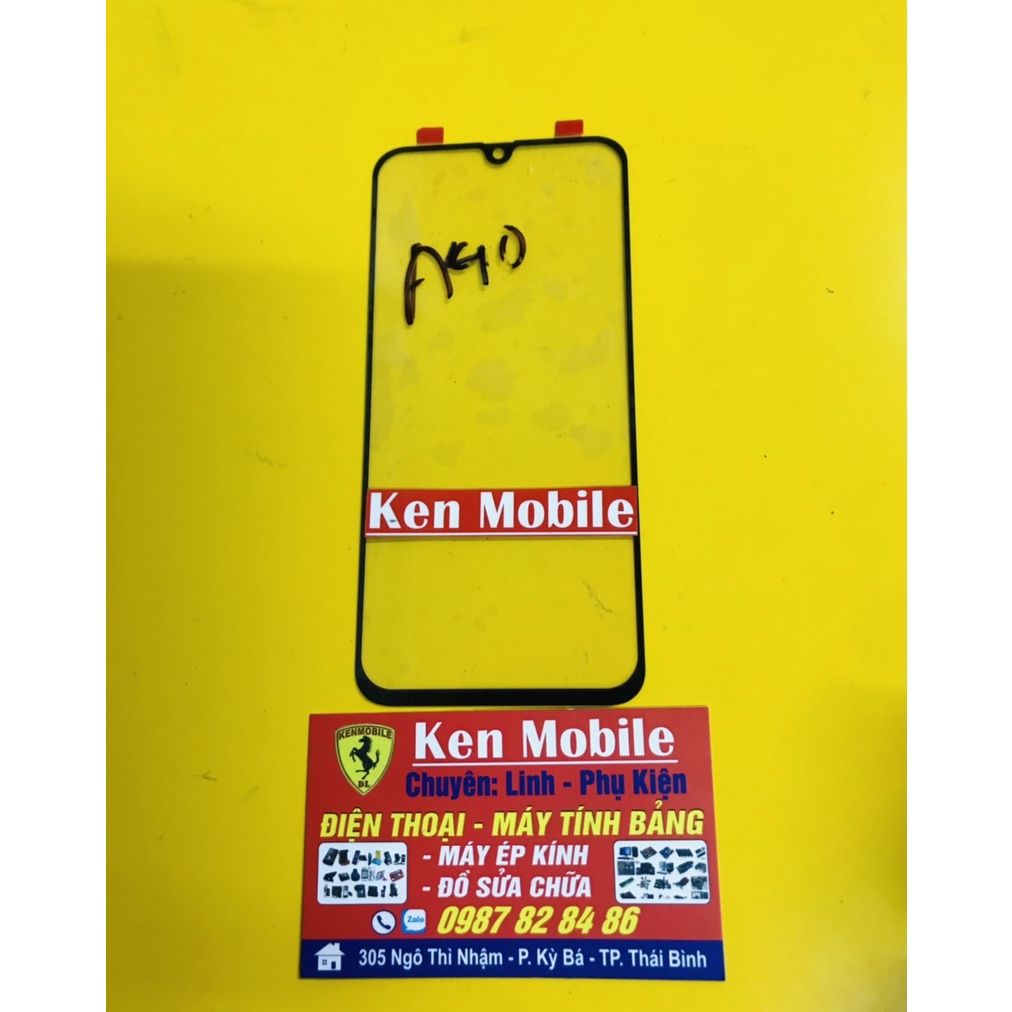 A40
Ken Mobile
KENMOBILE
DL
Ken Mobile
Chuyên: Linh - Phụ Kiện
ĐIỆN THOẠI - MÁY TÍNH BẢNG
- MÁY ÉP KÍNH
- ĐỒ SỬA CHỮA
Zalo 0987 82 84 86
305 Ngô Thì Nhậm - P. Kỳ Bá - TP. Thái Bình